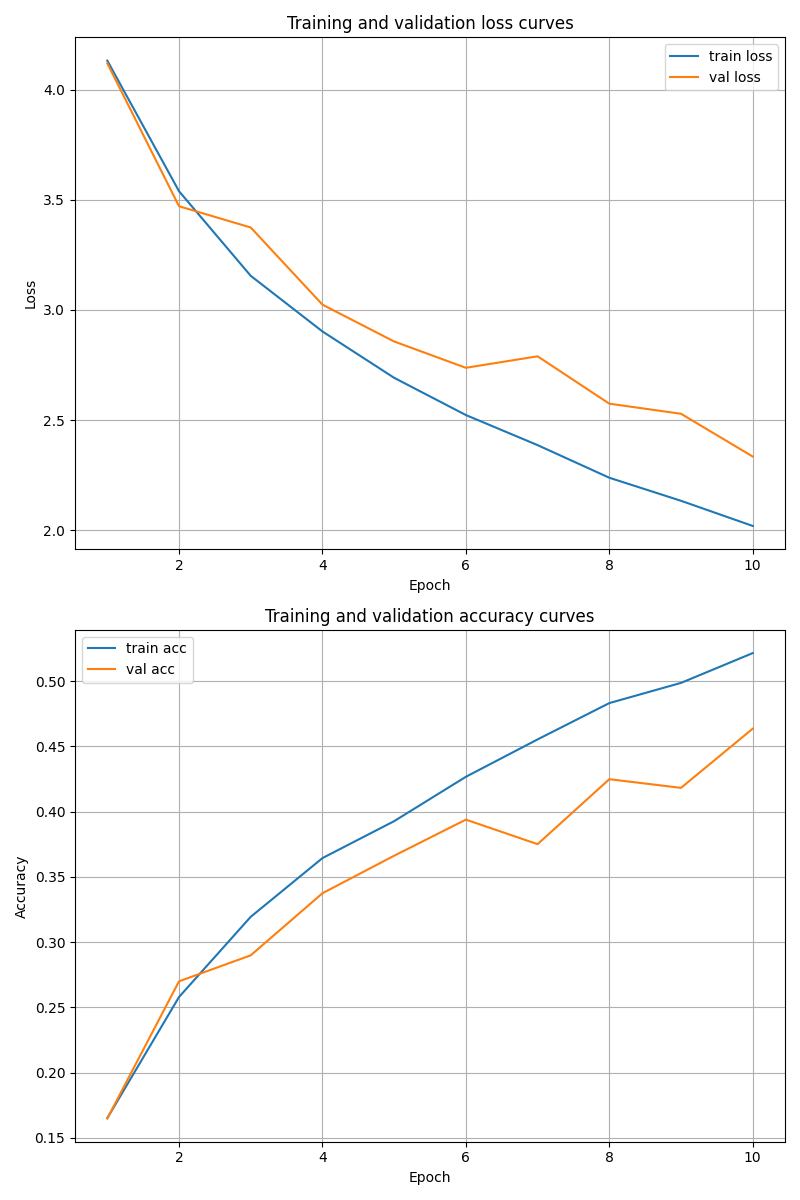 Training and validation loss curves
train loss
val loss
4.0
3.5
3.0
2.5
2.0
Loss
2 4 6 8 10
Epoch
Training and validation accuracy curves
train acc
val acc
0.50
0.45
0.40
0.35
0.30
0.25
0.20
0.15
Accuracy
2 4 6 8 10
Epoch